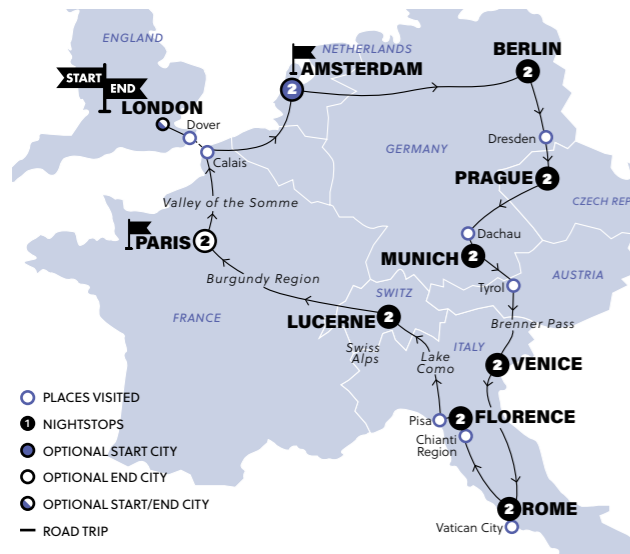 ENGLAND
START
END
LONDON
Dover
Calais
NETHERLANDS
2
AMSTERDAM
BERLIN
2
Dresden
GERMANY
PRAGUE
2
CZECH REP
Valley of the Somme
PARIS
2
Dachau
MUNICH
2
AUSTRIA
Tyrol
Burgundy Region
SWITZ
FRANCE
LUCERNE
2
Brenner Pass
Swiss
Alps
Lake
Como
ITALY
2
VENICE
Pisa
2
FLORENCE
Chianti
Region
2
ROME
Vatican City
PLACES VISITED
1 NIGHTSTOPS
OPTIONAL START CITY
OPTIONAL END CITY
OPTIONAL START/END CITY
ROAD TRIP